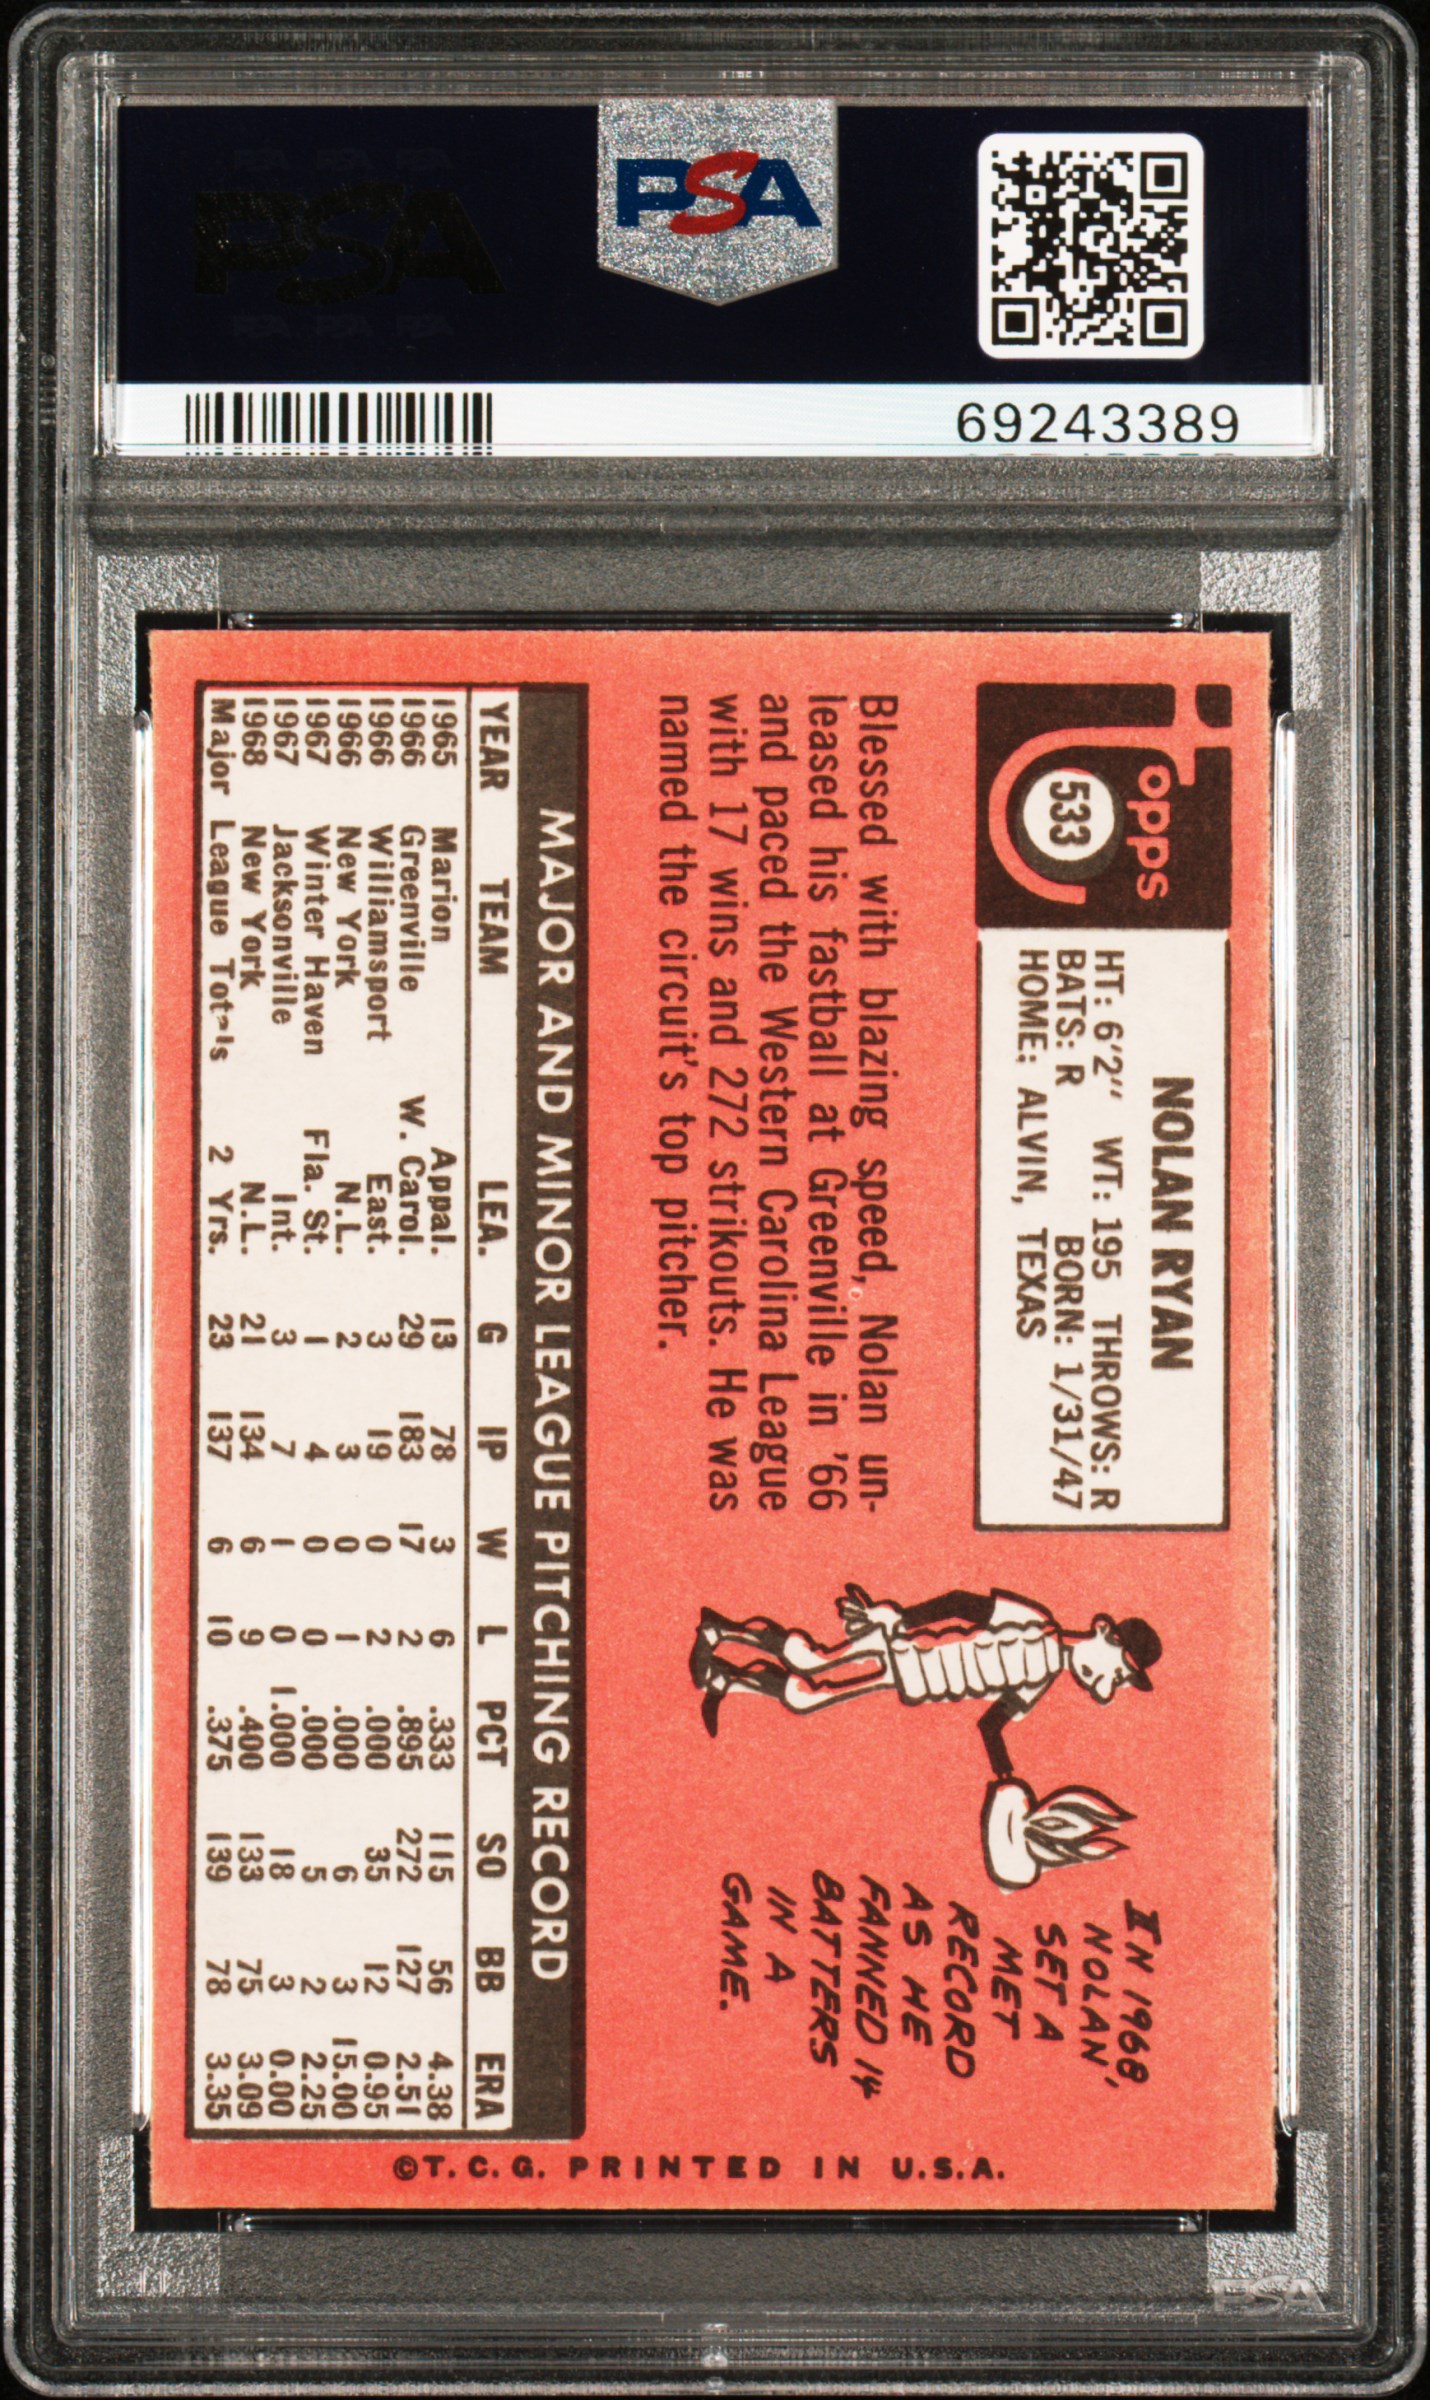 PSA
PSA
69243389
Topps
533
NOLAN RYAN
HT: 6'2" WT: 195 THROWS: R
BATS: R BORN: 1/31/47
HOME: ALVIN, TEXAS
Blessed with blazing speed, Nolan un-
leased his fastball at Greenville in '66
and paced the Western Carolina League
with 17 wins and 272 strikouts. He was
named the circuit's top pitcher.
IN 1968,
NOLAN
SET A
MET
RECORD
AS HE
FANNED 14
BATTERS
IN A
GAME.
MAJOR AND MINOR LEAGUE PITCHING RECORD
YEAR TEAM LEA. G IP W L PCT SO BB ERA
1965 Marion Appal. 13 78 3 6 .333 115 56 4.38
1966 Greenville W. Carol. 29 183 17 2 .895 272 127 2.51
1966 Williamsport East. 3 19 0 2 .000 35 12 0.95
1966 New York N.L. 2 3 0 1 .000 6 3 15.00
1967 Winter Haven Fla. St. 1 4 0 0 .000 5 2 2.25
1967 Jacksonville Int. 3 7 1 0 1.000 18 3 0.00
1968 New York N.L. 21 134 6 9 .400 133 75 3.09
Major League Totals 2 Yrs. 23 137 6 10 .375 139 78 3.35
©T.C.G. PRINTED IN U.S.A.
PSA